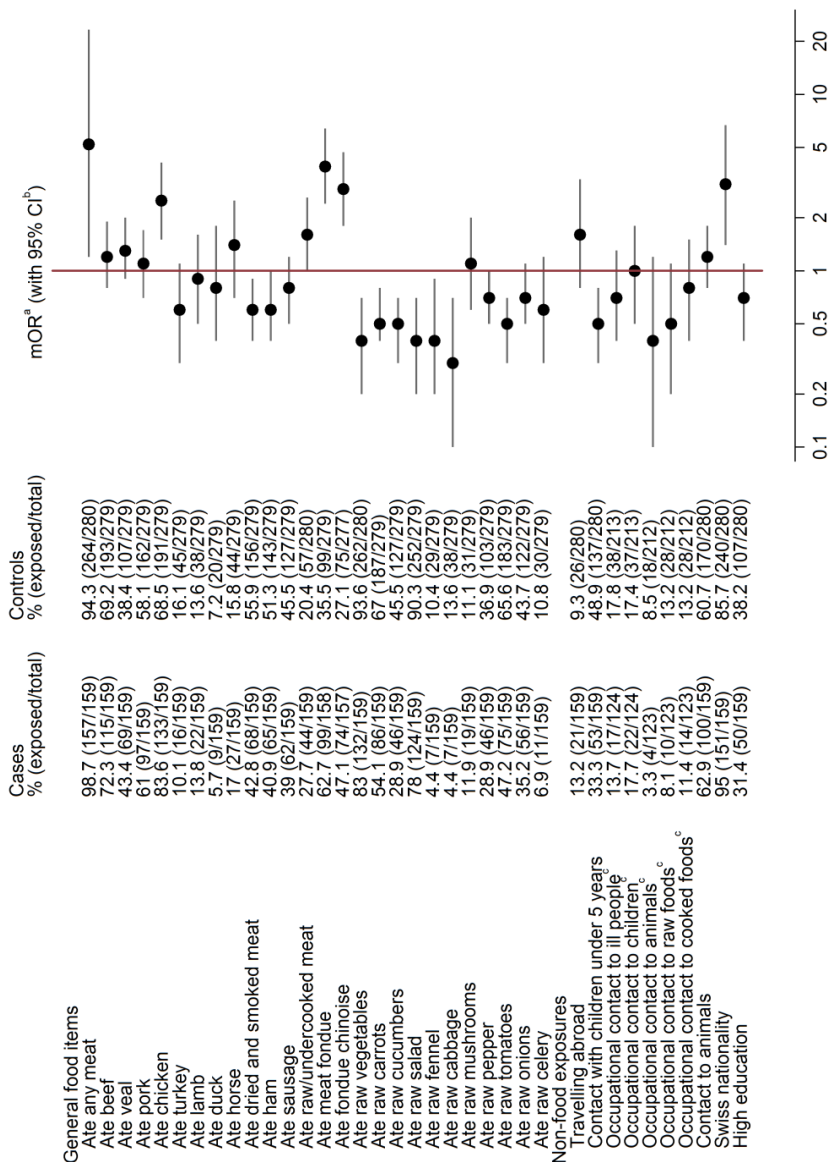 Cases Controls mORᵃ (with 95% CIᵇ)
% (exposed/total) % (exposed/total)
General food items
Ate any meat 98.7 (157/159) 94.3 (264/280)
Ate beef 72.3 (115/159) 69.2 (193/279)
Ate veal 43.4 (69/159) 38.4 (107/279)
Ate pork 61 (97/159) 58.1 (162/279)
Ate chicken 83.6 (133/159) 68.5 (191/279)
Ate turkey 10.1 (16/159) 16.1 (45/279)
Ate lamb 13.8 (22/159) 13.6 (38/279)
Ate duck 5.7 (9/159) 7.2 (20/279)
Ate horse 17 (27/159) 15.8 (44/279)
Ate dried and smoked meat 42.8 (68/159) 55.9 (156/279)
Ate ham 40.9 (65/159) 51.3 (143/279)
Ate sausage 39 (62/159) 45.5 (127/279)
Ate raw/undercooked meat 27.7 (44/159) 20.4 (57/280)
Ate meat fondue 62.7 (99/158) 35.5 (99/279)
Ate fondue chinoise 47.1 (74/157) 27.1 (75/277)
Ate raw vegetables 83 (132/159) 93.6 (262/280)
Ate raw carrots 54.1 (86/159) 67 (187/279)
Ate raw cucumbers 28.9 (46/159) 45.5 (127/279)
Ate raw salad 78 (124/159) 90.3 (252/279)
Ate raw fennel 4.4 (7/159) 10.4 (29/279)
Ate raw cabbage 4.4 (7/159) 13.6 (38/279)
Ate raw mushrooms 11.9 (19/159) 11.1 (31/279)
Ate raw pepper 28.9 (46/159) 36.9 (103/279)
Ate raw tomatoes 47.2 (75/159) 65.6 (183/279)
Ate raw onions 35.2 (56/159) 43.7 (122/279)
Ate raw celery 6.9 (11/159) 10.8 (30/279)
Non-food exposures
Travelling abroad 13.2 (21/159) 9.3 (26/280)
Contact with children under 5 years 33.3 (53/159) 48.9 (137/280)
Occupational contact to ill peopleᶜ 13.7 (17/124) 17.8 (38/213)
Occupational contact to childrenᶜ 17.7 (22/124) 17.4 (37/213)
Occupational contact to animalsᶜ 3.3 (4/123) 8.5 (18/212)
Occupational contact to raw foodsᶜ 8.1 (10/123) 13.2 (28/212)
Occupational contact to cooked foodsᶜ 11.4 (14/123) 13.2 (28/212)
Contact to animals 62.9 (100/159) 60.7 (170/280)
Swiss nationality 95 (151/159) 85.7 (240/280)
High education 31.4 (50/159) 38.2 (107/280)
0.1 0.2 0.5 1 2 5 10 20